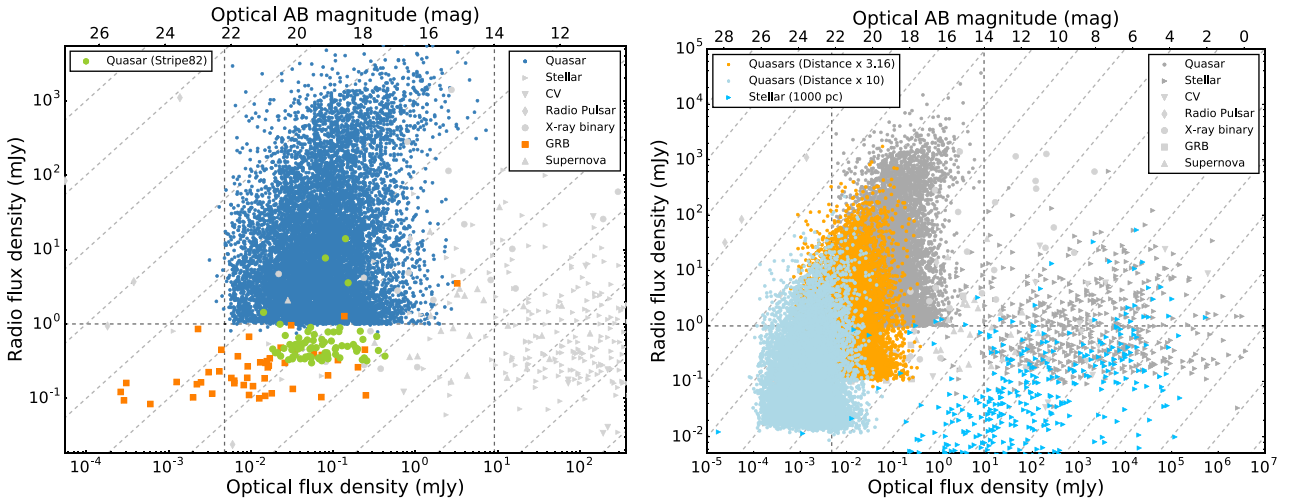 Optical AB magnitude (mag)
26 24 22 20 18 16 14 12
Quasar (Stripe82)
Quasar
Stellar
CV
Radio Pulsar
X-ray binary
GRB
Supernova
Radio flux density (mJy)
10³
10²
10¹
10⁰
10⁻¹
10⁻⁴ 10⁻³ 10⁻² 10⁻¹ 10⁰ 10¹ 10²
Optical flux density (mJy)
Optical AB magnitude (mag)
28 26 24 22 20 18 16 14 12 10 8 6 4 2 0
Quasars (Distance x 3.16)
Quasars (Distance x 10)
Stellar (1000 pc)
Quasar
Stellar
CV
Radio Pulsar
X-ray binary
GRB
Supernova
Radio flux density (mJy)
10⁵
10⁴
10³
10²
10¹
10⁰
10⁻¹
10⁻²
10⁻⁵ 10⁻⁴ 10⁻³ 10⁻² 10⁻¹ 10⁰ 10¹ 10² 10³ 10⁴ 10⁵ 10⁶ 10⁷
Optical flux density (mJy)